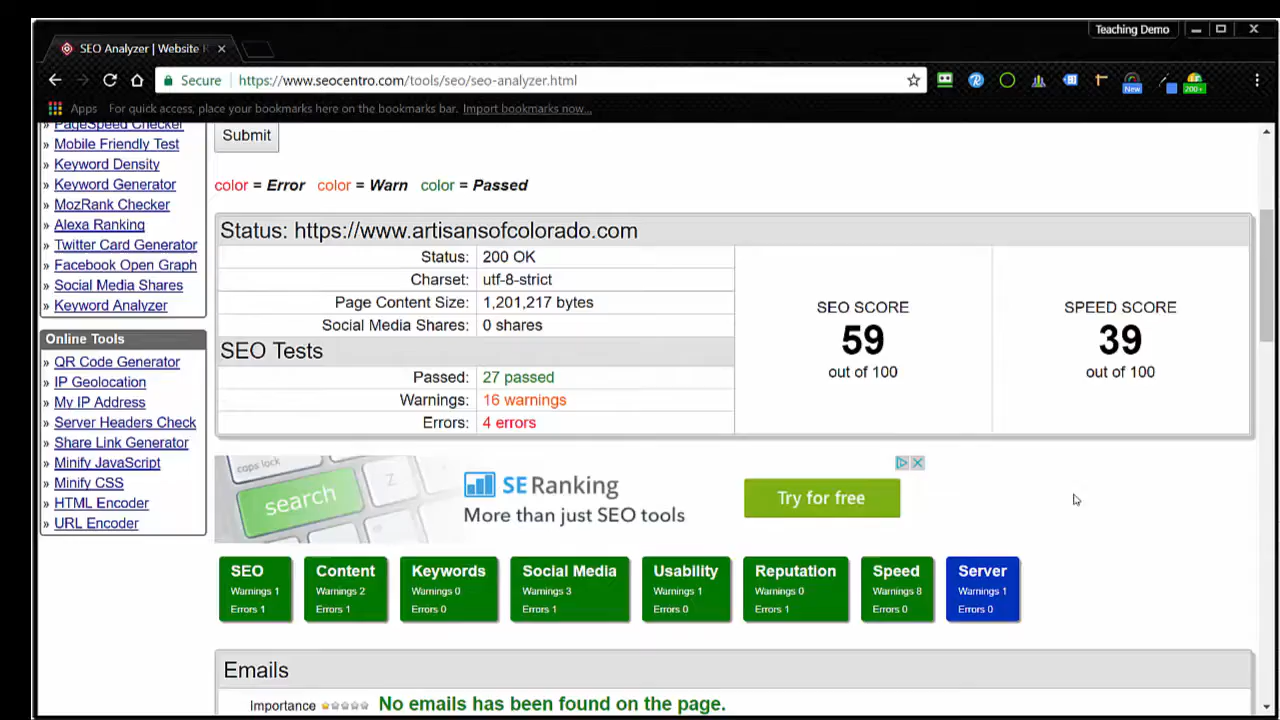 Teaching Demo
SEO Analyzer | Website
Secure https://www.seocentro.com/tools/seo/seo-analyzer.html
New
200+
Apps For quick access, place your bookmarks here on the bookmarks bar. Import bookmarks now...
» PageSpeed Checker
» Mobile Friendly Test
» Keyword Density
» Keyword Generator
» MozRank Checker
» Alexa Ranking
» Twitter Card Generator
» Facebook Open Graph
» Social Media Shares
» Keyword Analyzer
Online Tools
» QR Code Generator
» IP Geolocation
» My IP Address
» Server Headers Check
» Share Link Generator
» Minify JavaScript
» Minify CSS
» HTML Encoder
» URL Encoder
Submit
color = Error color = Warn color = Passed
Status: https://www.artisansofcolorado.com
Status: 200 OK
Charset: utf-8-strict
Page Content Size: 1,201,217 bytes
Social Media Shares: 0 shares
SEO Tests
Passed: 27 passed
Warnings: 16 warnings
Errors: 4 errors
SEO SCORE
59
out of 100
SPEED SCORE
39
out of 100
caps lock
Z
search
SE Ranking
More than just SEO tools
Try for free
SEO
Warnings 1
Errors 1
Content
Warnings 2
Errors 1
Keywords
Warnings 0
Errors 0
Social Media
Warnings 3
Errors 1
Usability
Warnings 1
Errors 0
Reputation
Warnings 0
Errors 1
Speed
Warnings 8
Errors 0
Server
Warnings 1
Errors 0
Emails
Importance No emails has been found on the page.